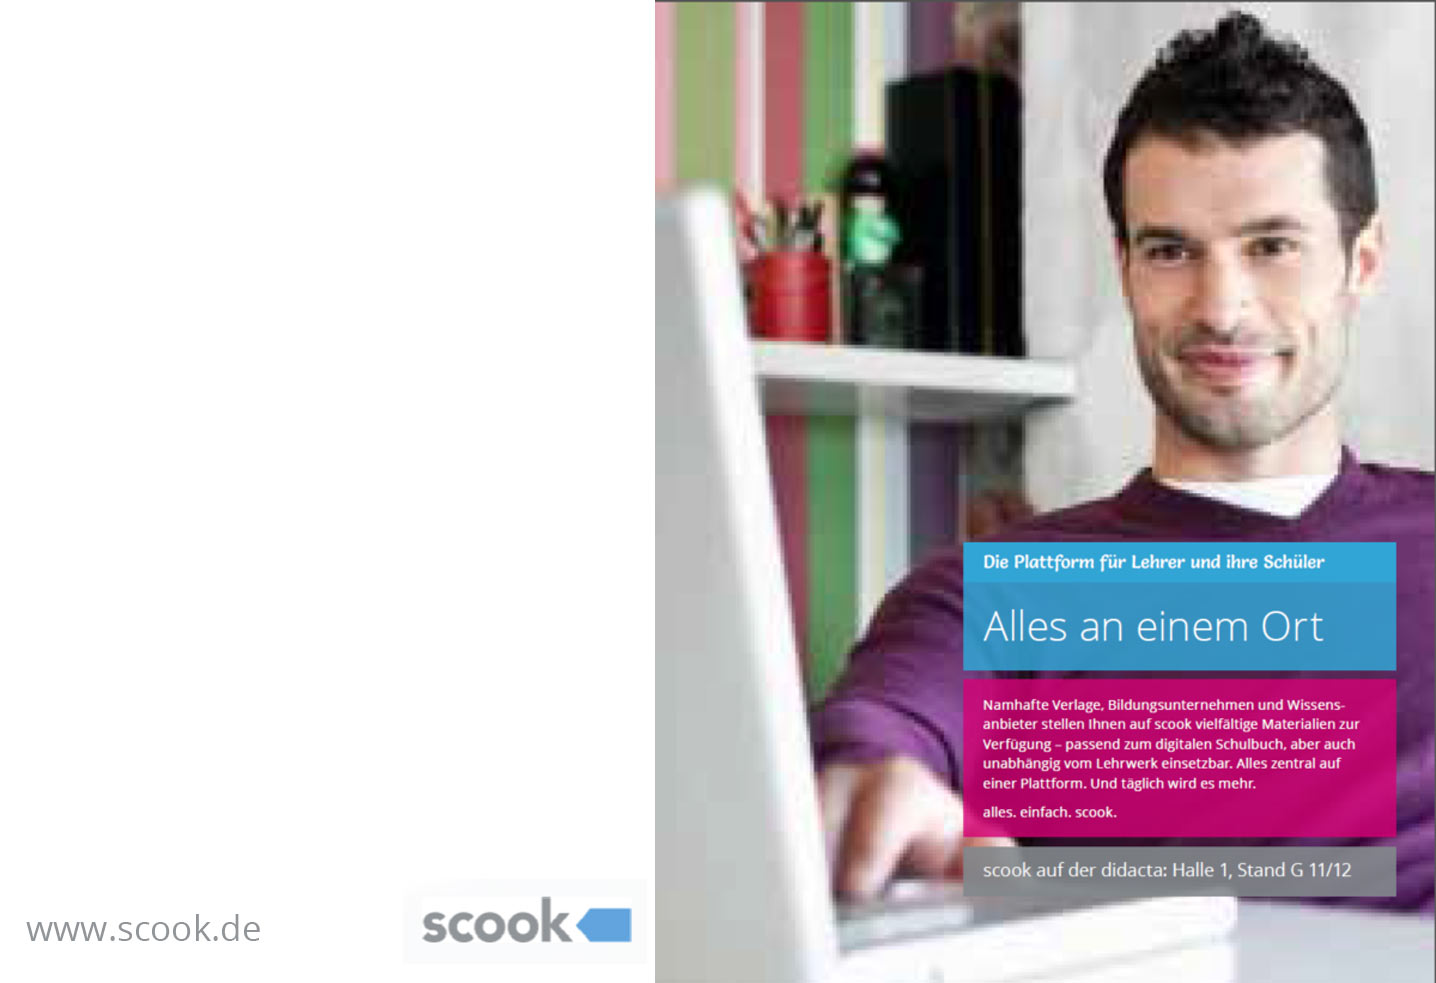 Die Plattform für Lehrer und ihre Schüler
Alles an einem Ort
Namhafte Verlage, Bildungsunternehmen und Wissens-
anbieter stellen Ihnen auf scook vielfältige Materialien zur
Verfügung – passend zum digitalen Schulbuch, aber auch
unabhängig vom Lehrwerk einsetzbar. Alles zentral auf
einer Plattform. Und täglich wird es mehr.
alles. einfach. scook.
scook auf der didacta: Halle 1, Stand G 11/12
www.scook.de
scook